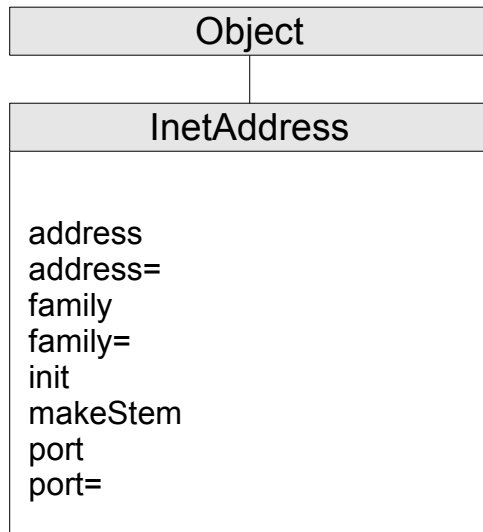 Object
InetAddress
address
address=
family
family=
init
makeStem
port
port=